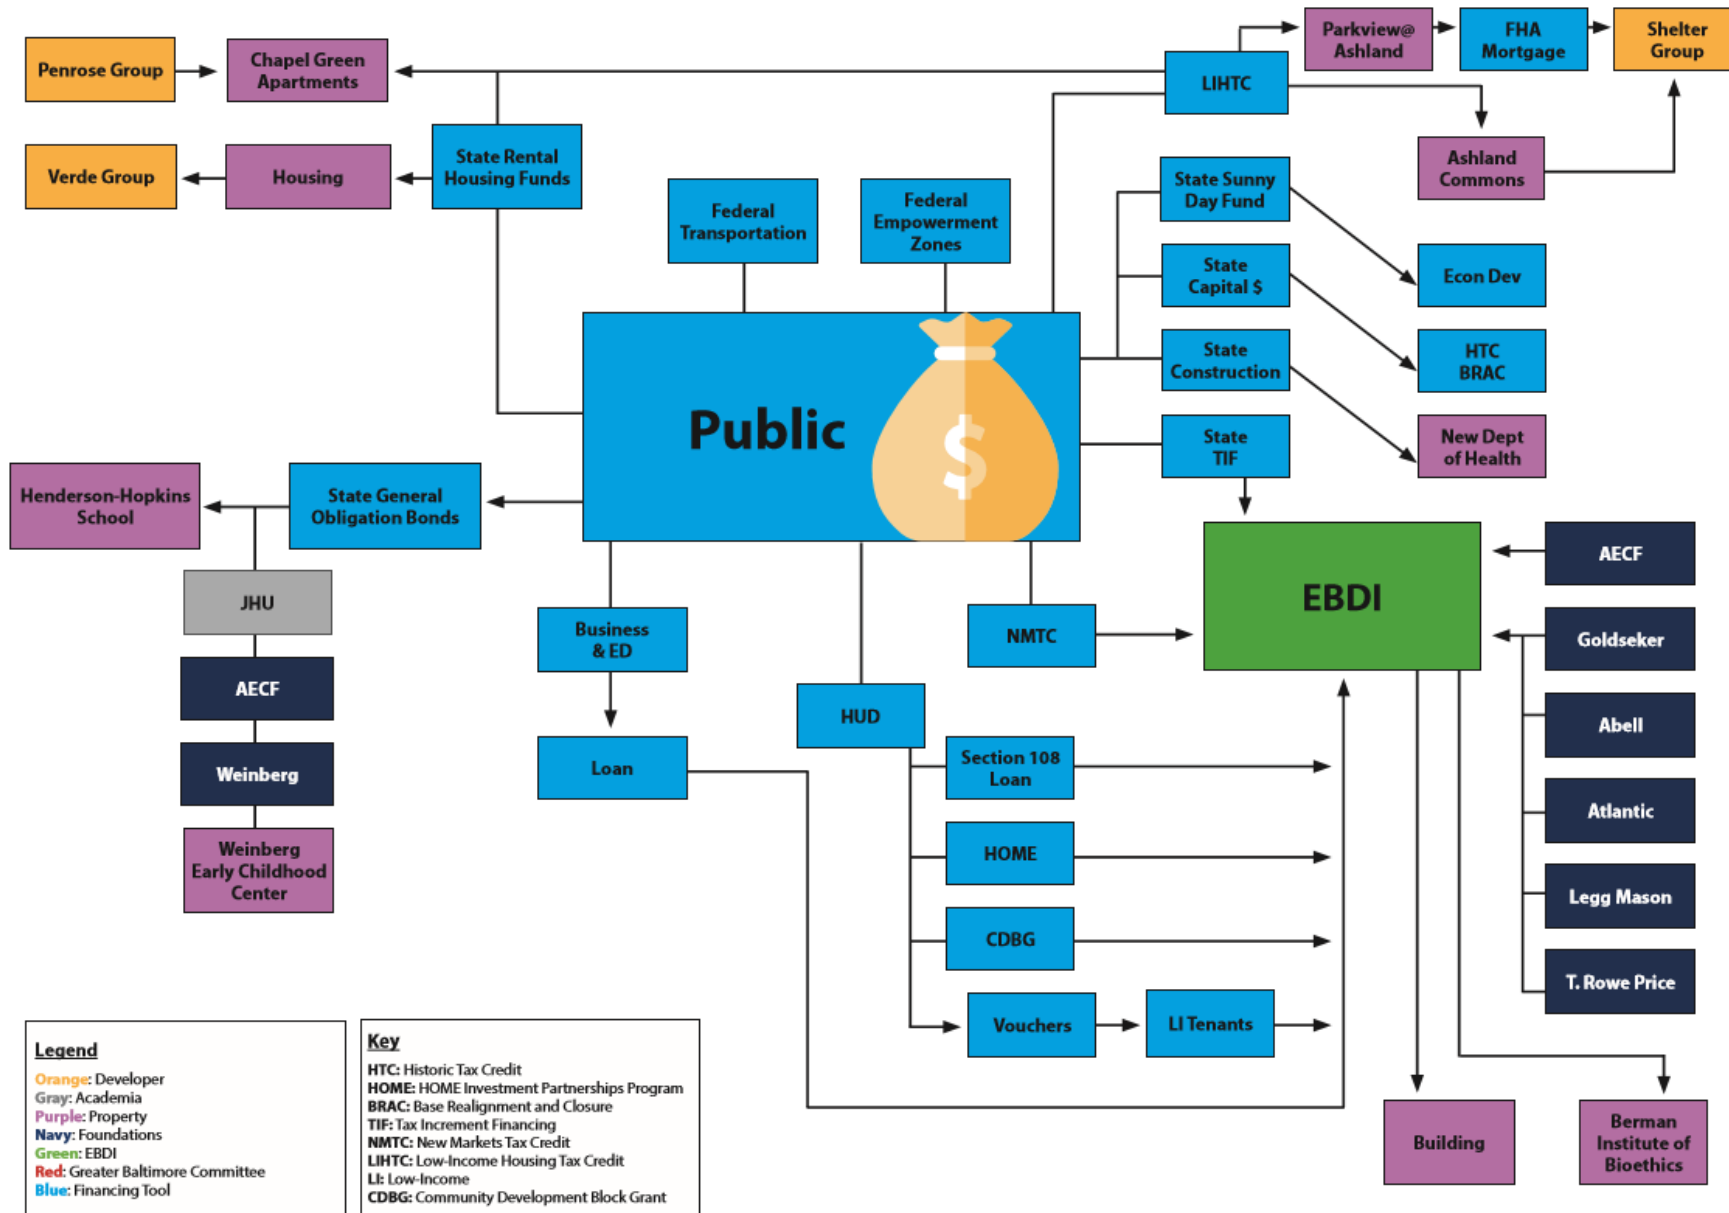 Parkview@
Ashland
FHA
Mortgage
Shelter
Group
Penrose Group
Chapel Green
Apartments
LIHTC
Verde Group
Housing
State Rental
Housing Funds
Ashland
Commons
Federal
Transportation
Federal
Empowerment
Zones
State Sunny
Day Fund
State
Capital $
Econ Dev
State
Construction
HTC
BRAC
Public
$
State
TIF
New Dept
of Health
Henderson-Hopkins
School
State General
Obligation Bonds
EBDI
AECF
JHU
Business
& ED
NMTC
Goldseker
AECF
HUD
Abell
Weinberg
Loan
Section 108
Loan
Atlantic
Weinberg
Early Childhood
Center
HOME
Legg Mason
CDBG
T. Rowe Price
Vouchers
LI Tenants
Building
Berman
Institute of
Bioethics
Legend
Orange: Developer
Gray: Academia
Purple: Property
Navy: Foundations
Green: EBDI
Red: Greater Baltimore Committee
Blue: Financing Tool
Key
HTC: Historic Tax Credit
HOME: HOME Investment Partnerships Program
BRAC: Base Realignment and Closure
TIF: Tax Increment Financing
NMTC: New Markets Tax Credit
LIHTC: Low-Income Housing Tax Credit
LI: Low-Income
CDBG: Community Development Block Grant